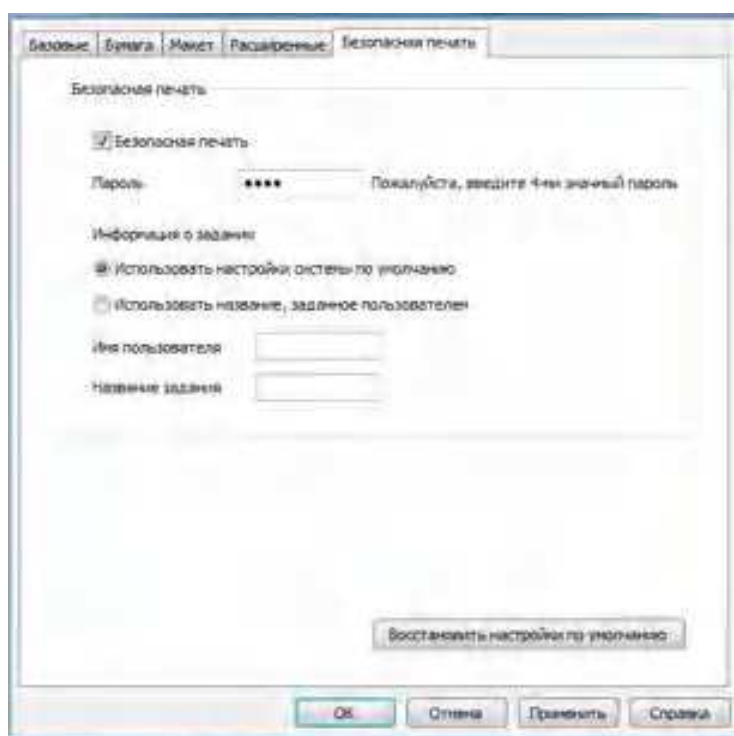 Базовые Бумага Макет Расширенные Безопасная печать
Безопасная печать
Безопасная печать
Пароль •••• Пожалуйста, введите 4-ми значный пароль
Информация о задании
Использовать настройки системы по умолчанию
Использовать название, заданное пользователем
Имя пользователя
Название задания
Восстановить настройки по умолчанию
OK Отмена Применить Справка